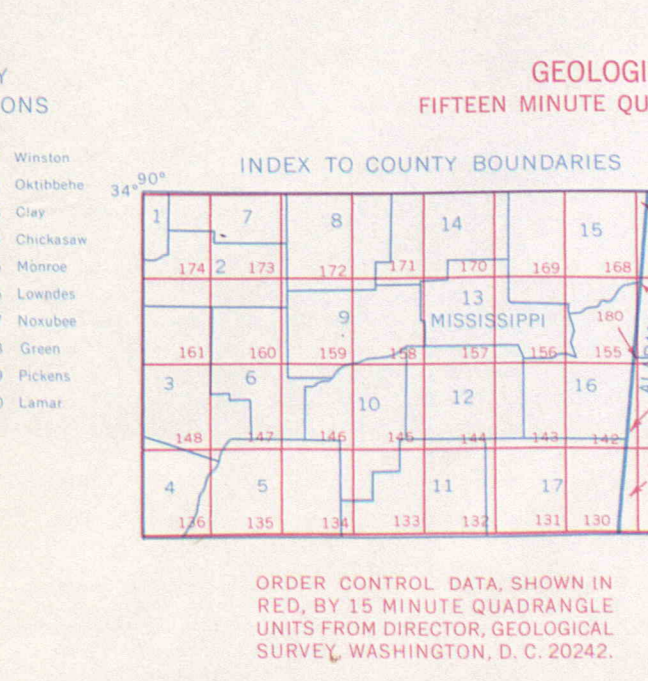 Y
ONS
Winston
Oktibbehe
Clay
Chickasaw
Monroe
Lowndes
Noxubee
Green
Pickens
Lamar
GEOLOGI
FIFTEEN MINUTE QU
INDEX TO COUNTY BOUNDARIES
90°
34°
1 7 8 14 15
174 2 173 172 171 170 169 168
9 13 180
MISSISSIPPI
161 160 159 158 157 156 155
3 6 10 12 16
148 147 146 145 144 143 142
4 5 11 17
136 135 134 133 132 131 130
ORDER CONTROL DATA, SHOWN IN
RED, BY 15 MINUTE QUADRANGLE
UNITS FROM DIRECTOR, GEOLOGICAL
SURVEY, WASHINGTON, D. C. 20242.